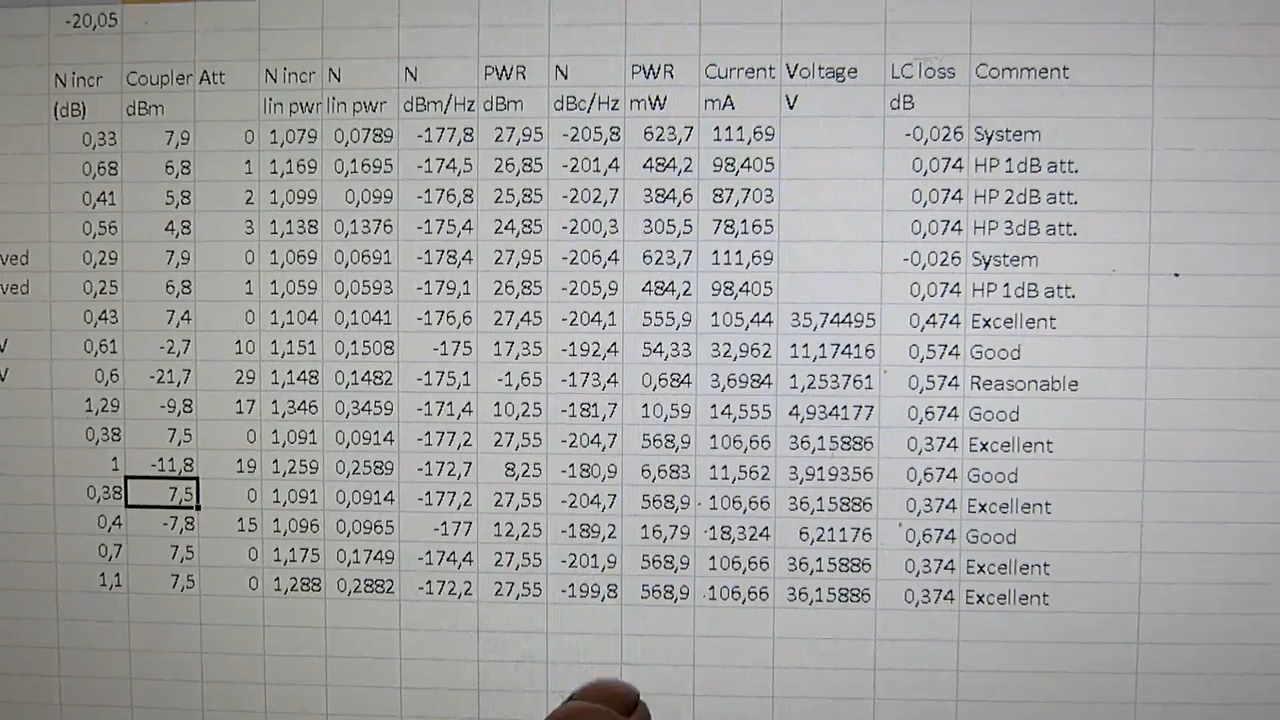 -20,05
N incr Coupler Att N incr N N PWR N PWR Current Voltage LC loss Comment
(dB) dBm lin pwr lin pwr dBm/Hz dBm dBc/Hz mW mA V dB
0,33 7,9 0 1,079 0,0789 -177,8 27,95 -205,8 623,7 111,69 -0,026 System
0,68 6,8 1 1,169 0,1695 -174,5 26,85 -201,4 484,2 98,405 0,074 HP 1dB att.
0,41 5,8 2 1,099 0,099 -176,8 25,85 -202,7 384,6 87,703 0,074 HP 2dB att.
0,56 4,8 3 1,138 0,1376 -175,4 24,85 -200,3 305,5 78,165 0,074 HP 3dB att.
ved 0,29 7,9 0 1,069 0,0691 -178,4 27,95 -206,4 623,7 111,69 -0,026 System
ved 0,25 6,8 1 1,059 0,0593 -179,1 26,85 -205,9 484,2 98,405 0,074 HP 1dB att.
0,43 7,4 0 1,104 0,1041 -176,6 27,45 -204,1 555,9 105,44 35,74495 0,474 Excellent
V 0,61 -2,7 10 1,151 0,1508 -175 17,35 -192,4 54,33 32,962 11,17416 0,574 Good
V 0,6 -21,7 29 1,148 0,1482 -175,1 -1,65 -173,4 0,684 3,6984 1,253761 0,574 Reasonable
1,29 -9,8 17 1,346 0,3459 -171,4 10,25 -181,7 10,59 14,555 4,934177 0,674 Good
0,38 7,5 0 1,091 0,0914 -177,2 27,55 -204,7 568,9 106,66 36,15886 0,374 Excellent
1 -11,8 19 1,259 0,2589 -172,7 8,25 -180,9 6,683 11,562 3,919356 0,674 Good
0,38 7,5 0 1,091 0,0914 -177,2 27,55 -204,7 568,9 106,66 36,15886 0,374 Excellent
0,4 -7,8 15 1,096 0,0965 -177 12,25 -189,2 16,79 18,324 6,21176 0,674 Good
0,7 7,5 0 1,175 0,1749 -174,4 27,55 -201,9 568,9 106,66 36,15886 0,374 Excellent
1,1 7,5 0 1,288 0,2882 -172,2 27,55 -199,8 568,9 106,66 36,15886 0,374 Excellent